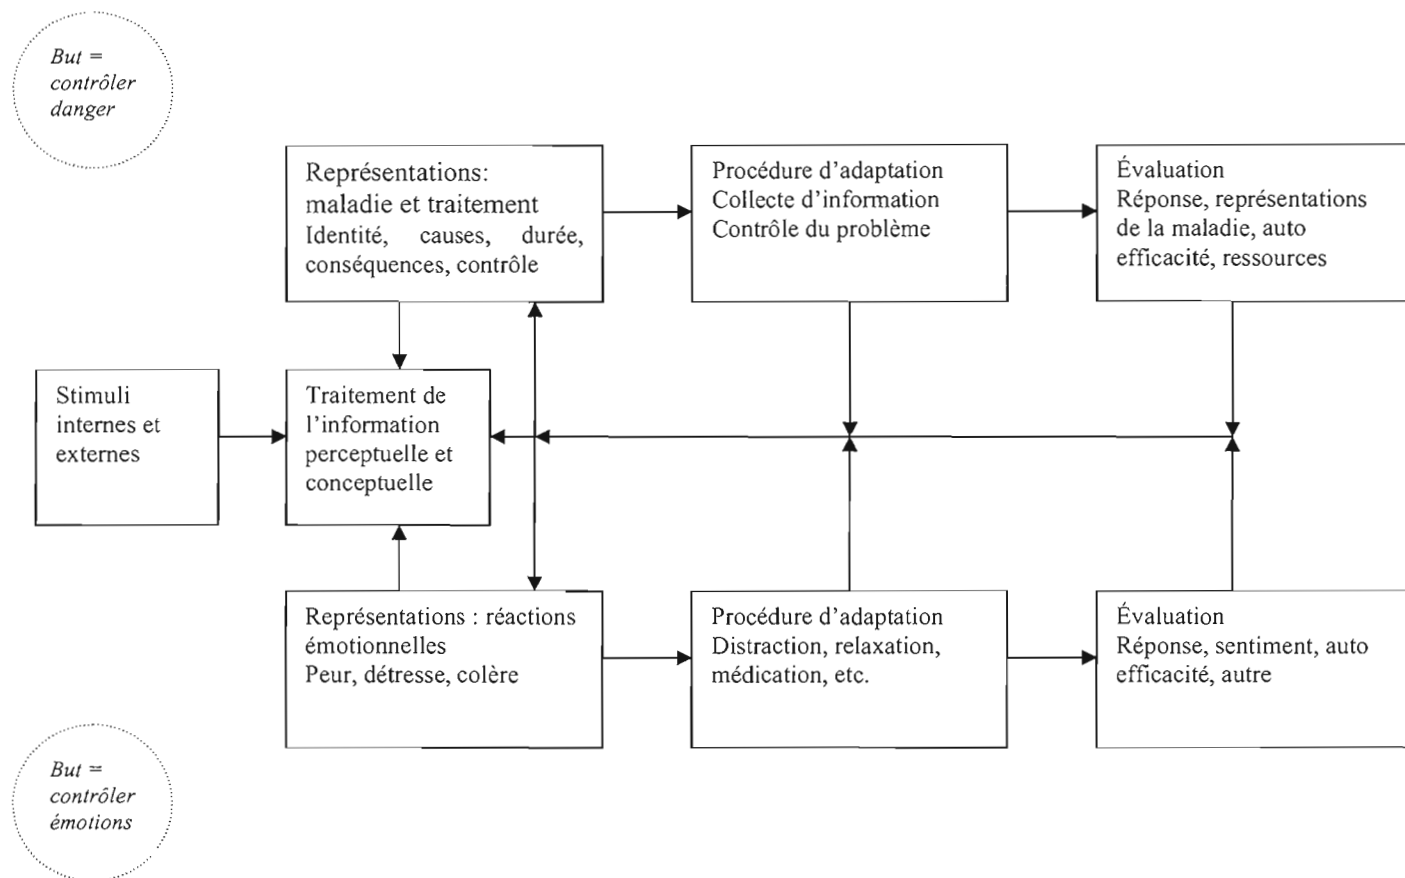 But =
contrôler
danger
Représentations:
maladie et traitement
Identité, causes, durée,
conséquences, contrôle
Procédure d'adaptation
Collecte d'information
Contrôle du problème
Évaluation
Réponse, représentations
de la maladie, auto
efficacité, ressources
Stimuli
internes et
externes
Traitement de
l'information
perceptuelle et
conceptuelle
Représentations : réactions
émotionnelles
Peur, détresse, colère
Procédure d'adaptation
Distraction, relaxation,
médication, etc.
Évaluation
Réponse, sentiment, auto
efficacité, autre
But =
contrôler
émotions